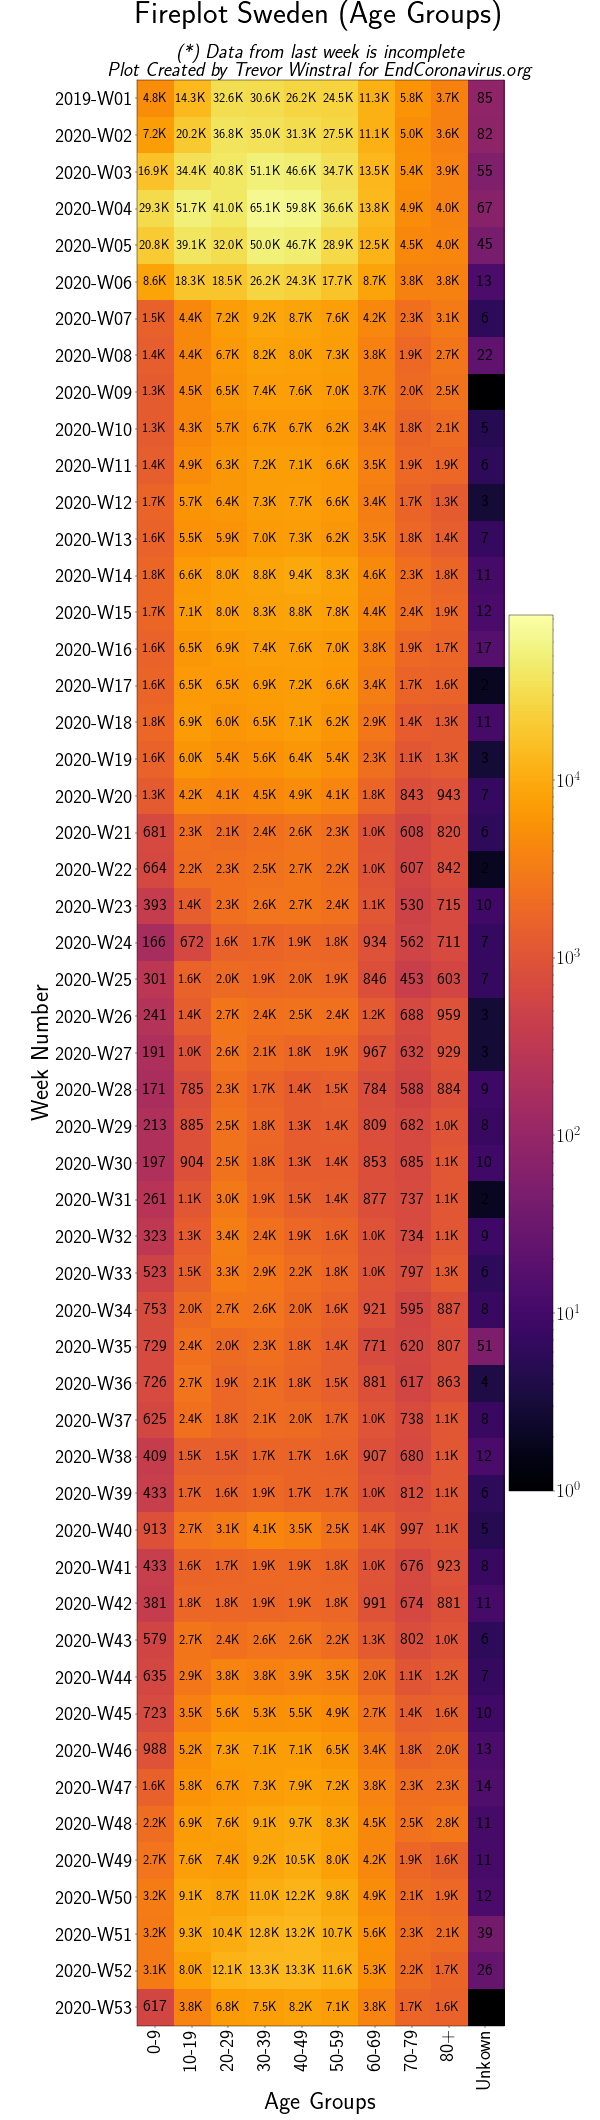 Fireplot Sweden (Age Groups)
(*) Data from last week is incomplete
Plot Created by Trevor Winstral for EndCoronavirus.org
2019-W01 4.8K 14.3K 32.6K 30.6K 26.2K 24.5K 11.3K 5.8K 3.7K 85
2020-W02 7.2K 20.2K 36.8K 35.0K 31.3K 27.5K 11.1K 5.0K 3.6K 82
2020-W03 16.9K 34.4K 40.8K 51.1K 46.6K 34.7K 13.5K 5.4K 3.9K 55
2020-W04 29.3K 51.7K 41.0K 65.1K 59.8K 36.6K 13.8K 4.9K 4.0K 67
2020-W05 20.8K 39.1K 32.0K 50.0K 46.7K 28.9K 12.5K 4.5K 4.0K 45
2020-W06 8.6K 18.3K 18.5K 26.2K 24.3K 17.7K 8.7K 3.8K 3.8K 13
2020-W07 1.5K 4.4K 7.2K 9.2K 8.7K 7.6K 4.2K 2.3K 3.1K 6
2020-W08 1.4K 4.4K 6.7K 8.2K 8.0K 7.3K 3.8K 1.9K 2.7K 22
2020-W09 1.3K 4.5K 6.5K 7.4K 7.6K 7.0K 3.7K 2.0K 2.5K
2020-W10 1.3K 4.3K 5.7K 6.7K 6.7K 6.2K 3.4K 1.8K 2.1K 5
2020-W11 1.4K 4.9K 6.3K 7.2K 7.1K 6.6K 3.5K 1.9K 1.9K 6
2020-W12 1.7K 5.7K 6.4K 7.3K 7.7K 6.6K 3.4K 1.7K 1.3K 3
2020-W13 1.6K 5.5K 5.9K 7.0K 7.3K 6.2K 3.5K 1.8K 1.4K 7
2020-W14 1.8K 6.6K 8.0K 8.8K 9.4K 8.3K 4.6K 2.3K 1.8K 11
2020-W15 1.7K 7.1K 8.0K 8.3K 8.8K 7.8K 4.4K 2.4K 1.9K 12
2020-W16 1.6K 6.5K 6.9K 7.4K 7.6K 7.0K 3.8K 1.9K 1.7K 17
2020-W17 1.6K 6.5K 6.5K 6.9K 7.2K 6.6K 3.4K 1.7K 1.6K 2
2020-W18 1.8K 6.9K 6.0K 6.5K 7.1K 6.2K 2.9K 1.4K 1.3K 11
2020-W19 1.6K 6.0K 5.4K 5.6K 6.4K 5.4K 2.3K 1.1K 1.3K 3
2020-W20 1.3K 4.2K 4.1K 4.5K 4.9K 4.1K 1.8K 843 943 7
2020-W21 681 2.3K 2.1K 2.4K 2.6K 2.3K 1.0K 608 820 6
2020-W22 664 2.2K 2.3K 2.5K 2.7K 2.2K 1.0K 607 842 2
2020-W23 393 1.4K 2.3K 2.6K 2.7K 2.4K 1.1K 530 715 10
2020-W24 166 672 1.6K 1.7K 1.9K 1.8K 934 562 711 7
2020-W25 301 1.6K 2.0K 1.9K 2.0K 1.9K 846 453 603 7
2020-W26 241 1.4K 2.7K 2.4K 2.5K 2.4K 1.2K 688 959 3
2020-W27 191 1.0K 2.6K 2.1K 1.8K 1.9K 967 632 929 3
2020-W28 171 785 2.3K 1.7K 1.4K 1.5K 784 588 884 9
2020-W29 213 885 2.5K 1.8K 1.3K 1.4K 809 682 1.0K 8
2020-W30 197 904 2.5K 1.8K 1.3K 1.4K 853 685 1.1K 10
2020-W31 261 1.1K 3.0K 1.9K 1.5K 1.4K 877 737 1.1K 2
2020-W32 323 1.3K 3.4K 2.4K 1.9K 1.6K 1.0K 734 1.1K 9
2020-W33 523 1.5K 3.3K 2.9K 2.2K 1.8K 1.0K 797 1.3K 6
2020-W34 753 2.0K 2.7K 2.6K 2.0K 1.6K 921 595 887 8
2020-W35 729 2.4K 2.0K 2.3K 1.8K 1.4K 771 620 807 51
2020-W36 726 2.7K 1.9K 2.1K 1.8K 1.5K 881 617 863 4
2020-W37 625 2.4K 1.8K 2.1K 2.0K 1.7K 1.0K 738 1.1K 8
2020-W38 409 1.5K 1.5K 1.7K 1.7K 1.6K 907 680 1.1K 12
2020-W39 433 1.7K 1.6K 1.9K 1.7K 1.7K 1.0K 812 1.1K 6
2020-W40 913 2.7K 3.1K 4.1K 3.5K 2.5K 1.4K 997 1.1K 5
2020-W41 433 1.6K 1.7K 1.9K 1.9K 1.8K 1.0K 676 923 8
2020-W42 381 1.8K 1.8K 1.9K 1.9K 1.8K 991 674 881 11
2020-W43 579 2.7K 2.4K 2.6K 2.6K 2.2K 1.3K 802 1.0K 6
2020-W44 635 2.9K 3.8K 3.8K 3.9K 3.5K 2.0K 1.1K 1.2K 7
2020-W45 723 3.5K 5.6K 5.3K 5.5K 4.9K 2.7K 1.4K 1.6K 10
2020-W46 988 5.2K 7.3K 7.1K 7.1K 6.5K 3.4K 1.8K 2.0K 13
2020-W47 1.6K 5.8K 6.7K 7.3K 7.9K 7.2K 3.8K 2.3K 2.3K 14
2020-W48 2.2K 6.9K 7.6K 9.1K 9.7K 8.3K 4.5K 2.5K 2.8K 11
2020-W49 2.7K 7.6K 7.4K 9.2K 10.5K 8.0K 4.2K 1.9K 1.6K 11
2020-W50 3.2K 9.1K 8.7K 11.0K 12.2K 9.8K 4.9K 2.1K 1.9K 12
2020-W51 3.2K 9.3K 10.4K 12.8K 13.2K 10.7K 5.6K 2.3K 2.1K 39
2020-W52 3.1K 8.0K 12.1K 13.3K 13.3K 11.6K 5.3K 2.2K 1.7K 26
2020-W53 617 3.8K 6.8K 7.5K 8.2K 7.1K 3.8K 1.7K 1.6K
0-9 10-19 20-29 30-39 40-49 50-59 60-69 70-79 80+ Unkown
Age Groups
Week Number
10⁴
10³
10²
10¹
10⁰